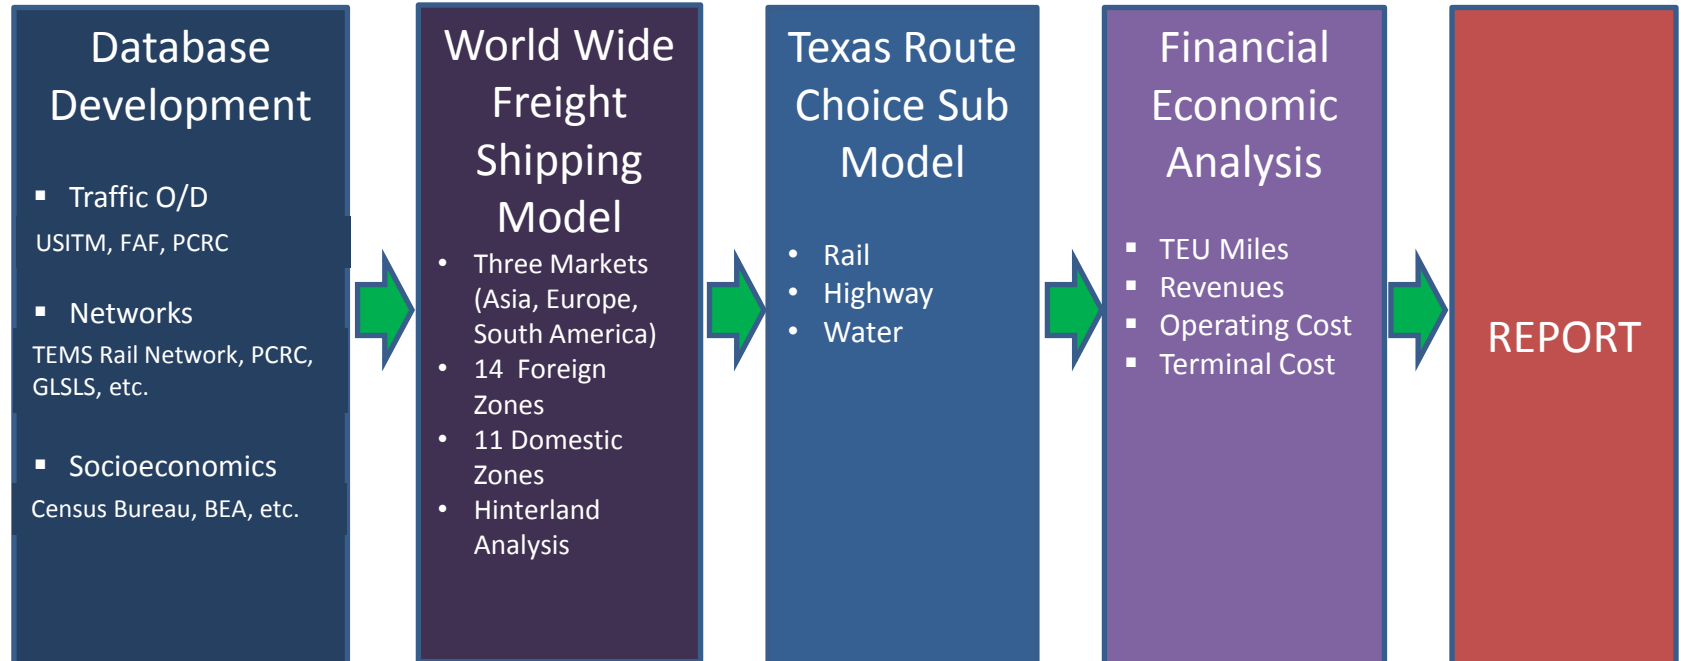 Database
Development
▪ Traffic O/D
USITM, FAF, PCRC
▪ Networks
TEMS Rail Network, PCRC,
GLSLS, etc.
▪ Socioeconomics
Census Bureau, BEA, etc.
World Wide
Freight
Shipping
Model
• Three Markets
(Asia, Europe,
South America)
• 14 Foreign
Zones
• 11 Domestic
Zones
• Hinterland
Analysis
Texas Route
Choice Sub
Model
• Rail
• Highway
• Water
Financial
Economic
Analysis
▪ TEU Miles
▪ Revenues
▪ Operating Cost
▪ Terminal Cost
REPORT